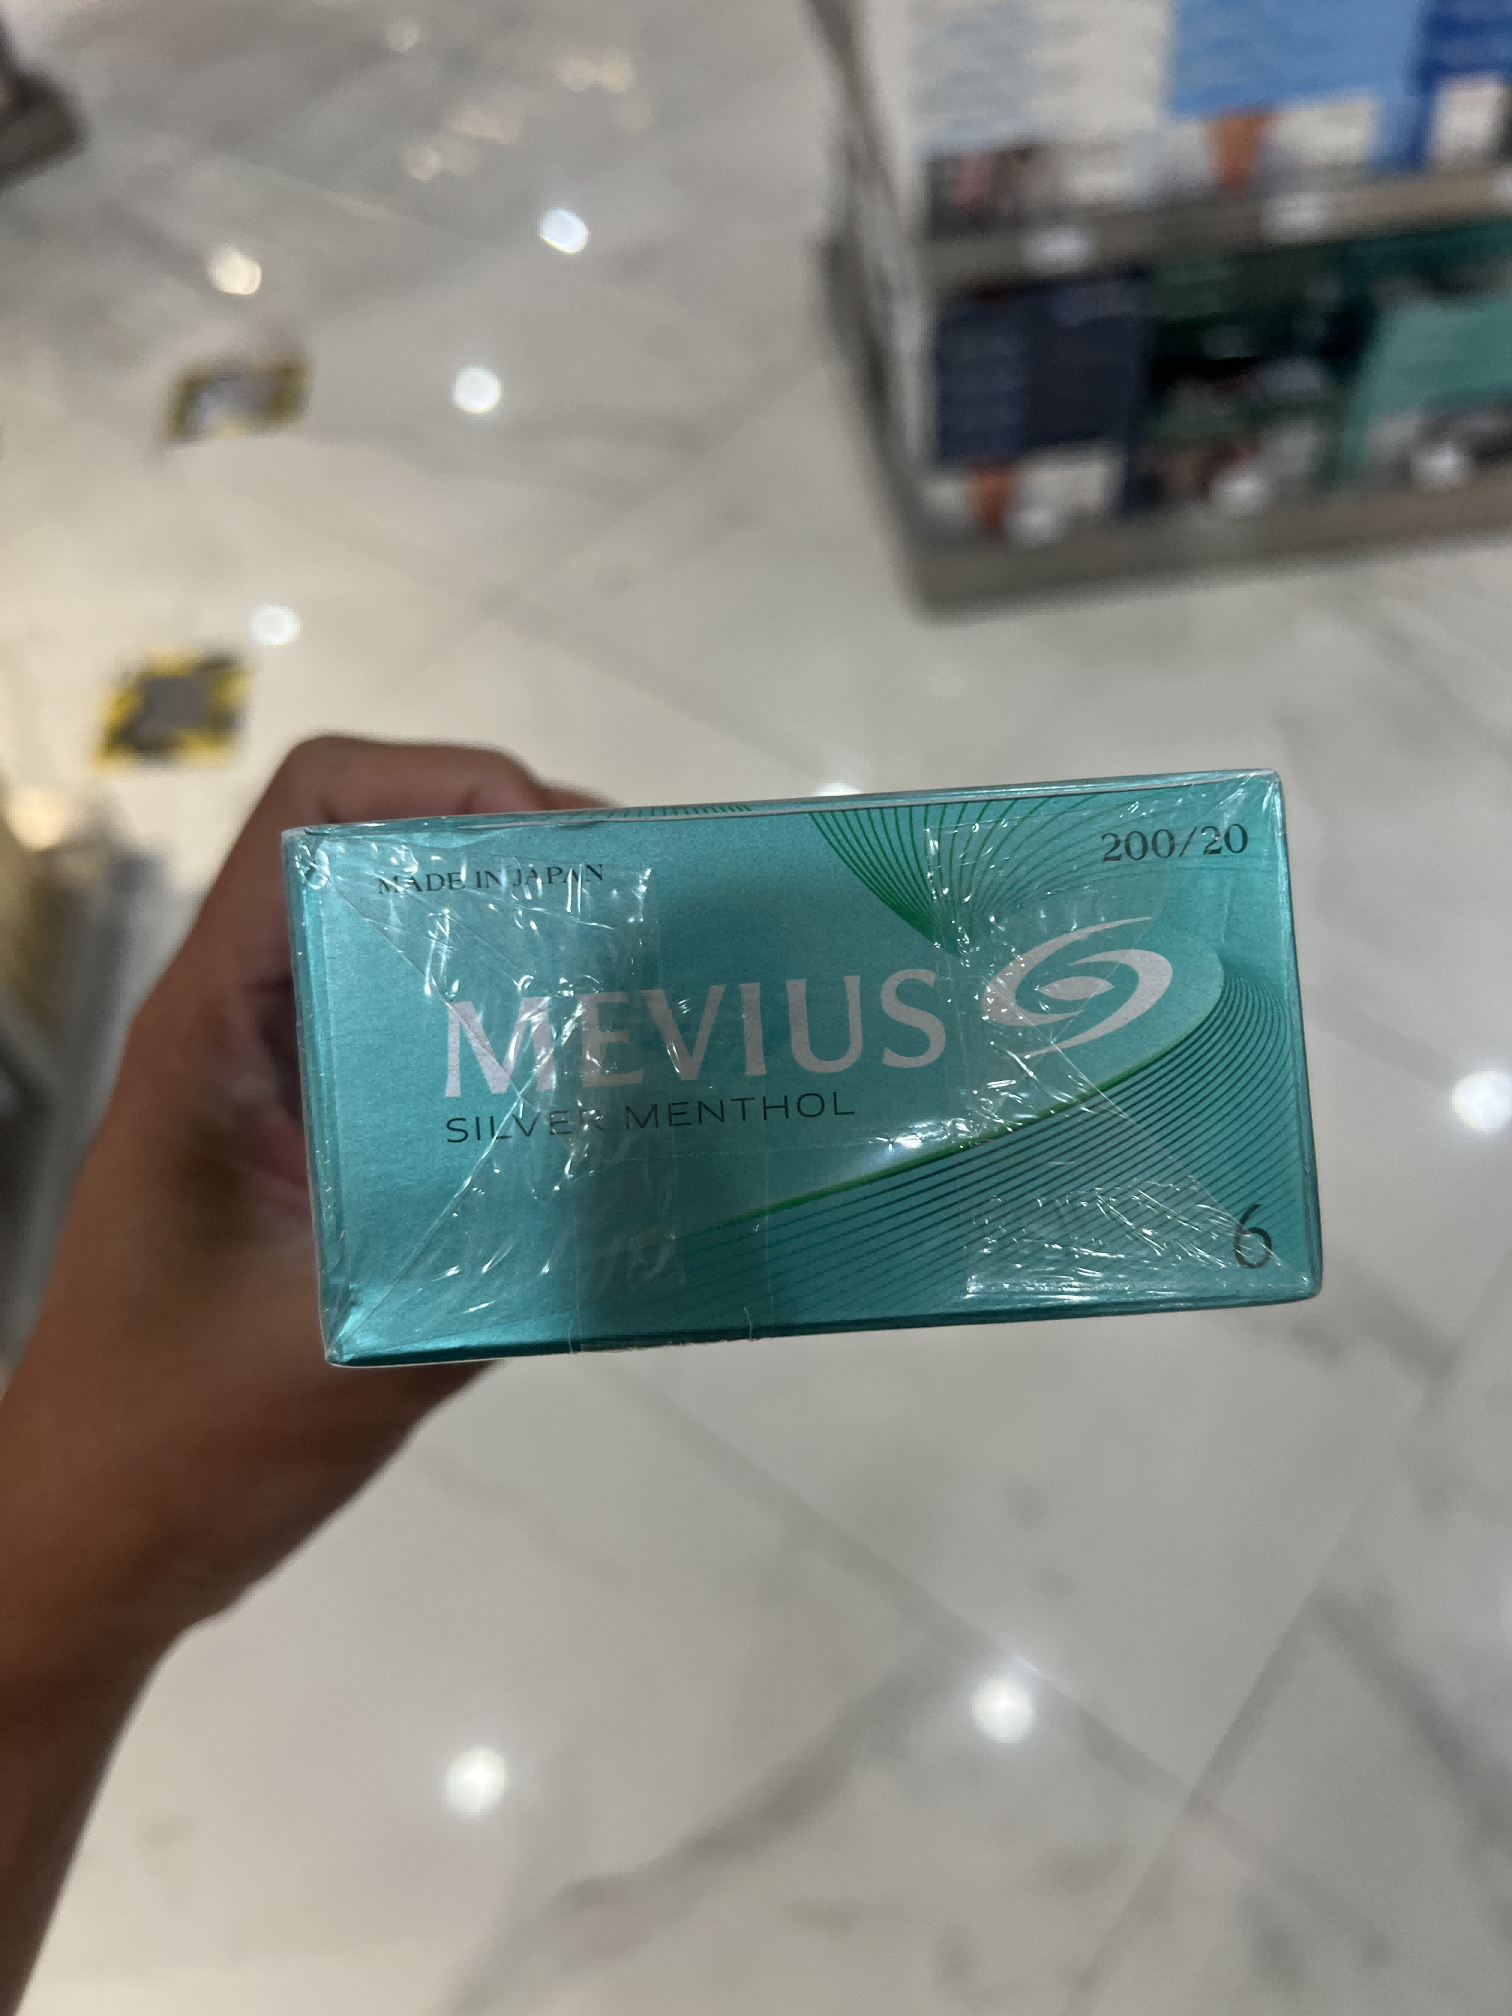 MADE IN JAPAN
200/20
MEVIUS
SILVER MENTHOL
6